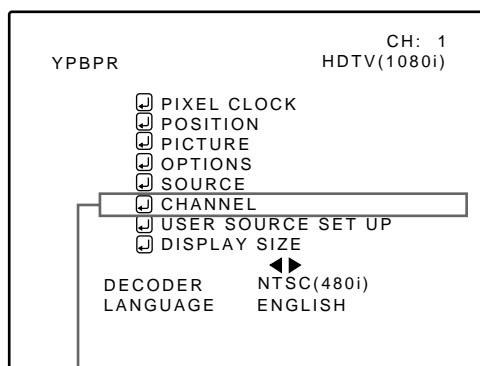 CH: 1
YPBPR HDTV(1080i)
PIXEL CLOCK
POSITION
PICTURE
OPTIONS
SOURCE
CHANNEL
USER SOURCE SET UP
DISPLAY SIZE
DECODER NTSC(480i)
LANGUAGE ENGLISH